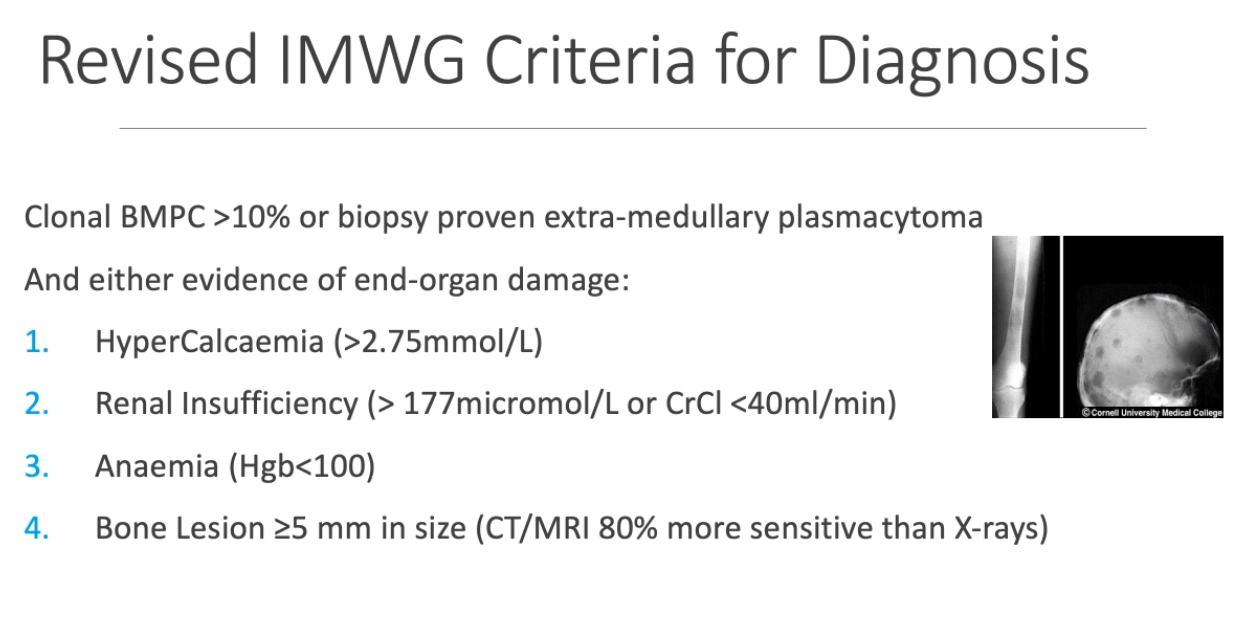 Revised IMWG Criteria for Diagnosis
Clonal BMPC >10% or biopsy proven extra-medullary plasmacytoma
And either evidence of end-organ damage:
1. HyperCalcaemia (>2.75mmol/L)
2. Renal Insufficiency (> 177micromol/L or CrCl <40ml/min)
3. Anaemia (Hgb<100)
4. Bone Lesion ≥5 mm in size (CT/MRI 80% more sensitive than X-rays)
© Cornell University Medical College